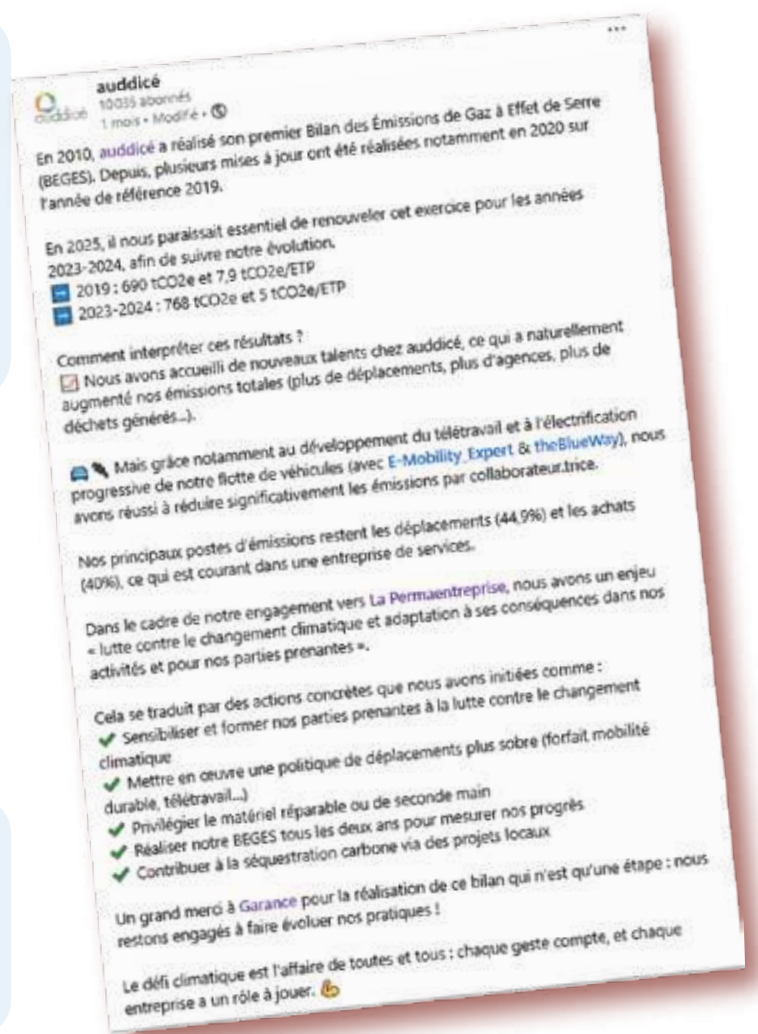 auddicé
auddicé
10 035 abonnés
1 mois • Modifié •
En 2010, auddicé a réalisé son premier Bilan des Émissions de Gaz à Effet de Serre
(BEGES). Depuis, plusieurs mises à jour ont été réalisées notamment en 2020 sur
l'année de référence 2019.
En 2025, il nous paraissait essentiel de renouveler cet exercice pour les années
2023-2024, afin de suivre notre évolution.
➡️ 2019 : 690 tCO2e et 7,9 tCO2e/ETP
➡️ 2023-2024 : 768 tCO2e et 5 tCO2e/ETP
Comment interpréter ces résultats ?
📈 Nous avons accueilli de nouveaux talents chez auddicé, ce qui a naturellement
augmenté nos émissions totales (plus de déplacements, plus d'agences, plus de
déchets générés...).
Mais grâce notamment au développement du télétravail et à l'électrification
progressive de notre flotte de véhicules (avec E-Mobility_Expert & theBlueWay), nous
avons réussi à réduire significativement les émissions par collaborateur.trice.
Nos principaux postes d'émissions restent les déplacements (44,9%) et les achats
(40%), ce qui est courant dans une entreprise de services.
Dans le cadre de notre engagement vers La Permaentreprise, nous avons un enjeu
« lutte contre le changement climatique et adaptation à ses conséquences dans nos
activités et pour nos parties prenantes ».
Cela se traduit par des actions concrètes que nous avons initiées comme :
✔ Sensibiliser et former nos parties prenantes à la lutte contre le changement
climatique
✔ Mettre en œuvre une politique de déplacements plus sobre (forfait mobilité
durable, télétravail...)
✔ Privilégier le matériel réparable ou de seconde main
✔ Réaliser notre BEGES tous les deux ans pour mesurer nos progrès
✔ Contribuer à la séquestration carbone via des projets locaux
Un grand merci à Garance pour la réalisation de ce bilan qui n'est qu'une étape : nous
restons engagés à faire évoluer nos pratiques !
Le défi climatique est l'affaire de toutes et tous : chaque geste compte, et chaque
entreprise a un rôle à jouer. 💪